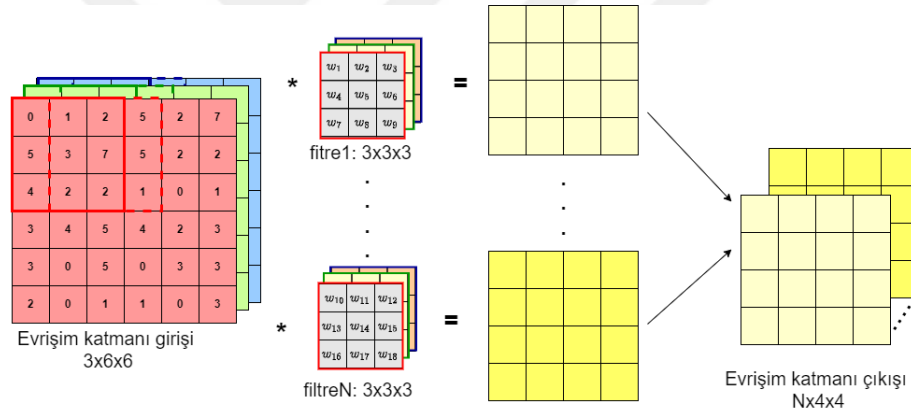 0 1 2 5 2 7
5 3 7 5 2 2
4 2 2 1 0 1
3 4 5 4 2 3
3 0 5 0 3 3
2 0 1 1 0 3
Evrişim katmanı girişi
3x6x6
*
w₁ w₂ w₃
w₄ w₅ w₆
w₇ w₈ w₉
=
fitre1: 3x3x3
*
w₁₀ w₁₁ w₁₂
w₁₃ w₁₄ w₁₅
w₁₆ w₁₇ w₁₈
=
filtreN: 3x3x3
Evrişim katmanı çıkışı
Nx4x4